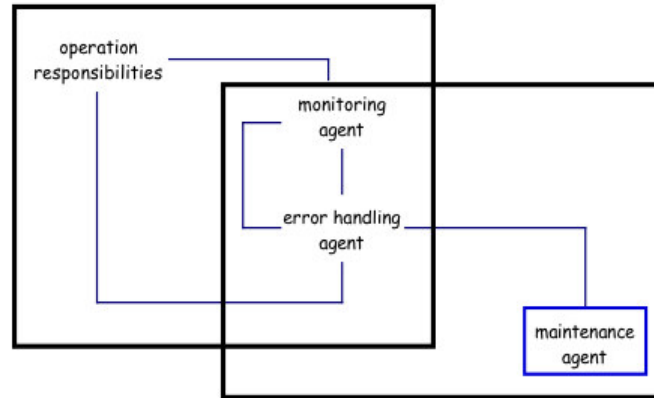 operation
responsibilities
monitoring
agent
error handling
agent
maintenance
agent